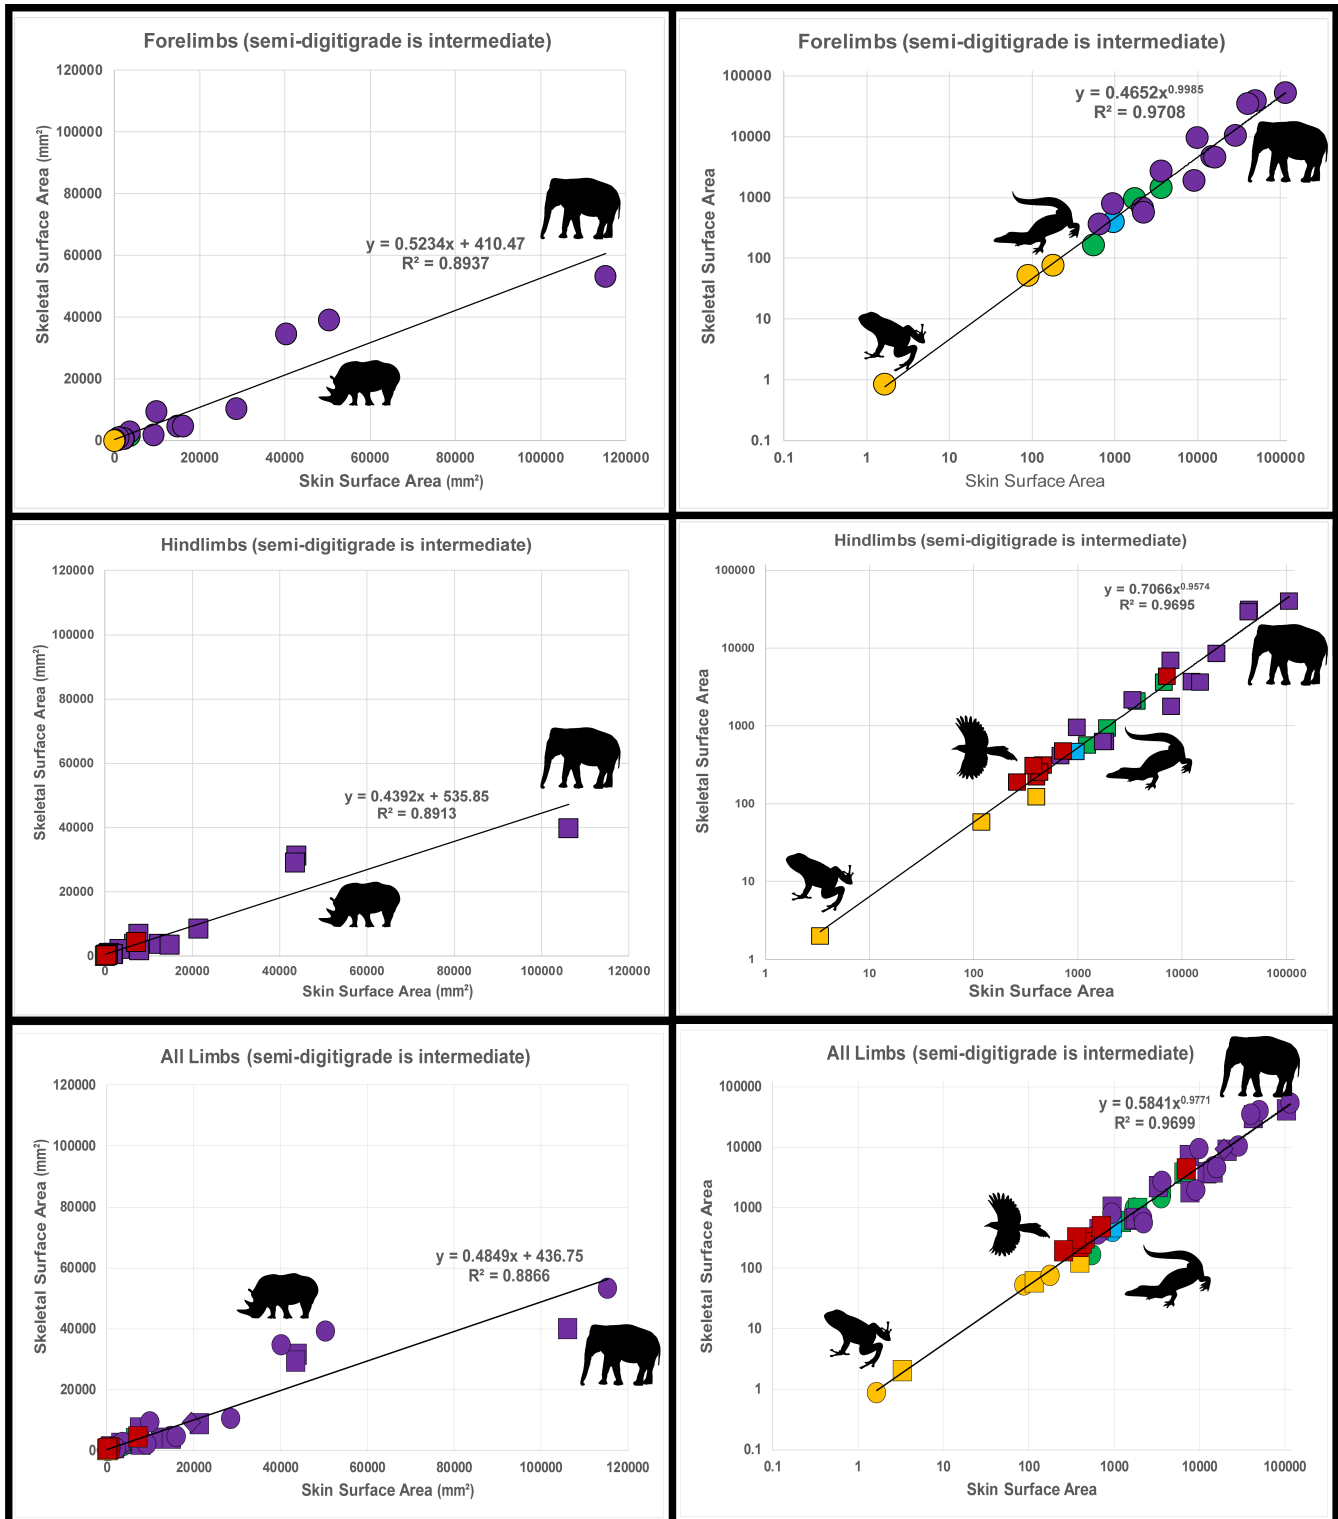 Forelimbs (semi-digitigrade is intermediate)
120000
100000
80000
60000
40000
20000
0
Skeletal Surface Area (mm²)
y = 0.5234x + 410.47
R² = 0.8937
0
20000
40000
60000
80000
100000
120000
Skin Surface Area (mm²)
Forelimbs (semi-digitigrade is intermediate)
100000
10000
1000
100
10
1
0.1
Skeletal Surface Area
y = 0.4652x^0.9985
R² = 0.9708
0.1
1
10
100
1000
10000
100000
Skin Surface Area
Hindlimbs (semi-digitigrade is intermediate)
120000
100000
80000
60000
40000
20000
0
Skeletal Surface Area (mm²)
y = 0.4392x + 535.85
R² = 0.8913
0
20000
40000
60000
80000
100000
120000
Skin Surface Area (mm²)
Hindlimbs (semi-digitigrade is intermediate)
100000
10000
1000
100
10
1
Skeletal Surface Area
y = 0.7066x^0.9574
R² = 0.9695
1
10
100
1000
10000
100000
Skin Surface Area
All Limbs (semi-digitigrade is intermediate)
120000
100000
80000
60000
40000
20000
0
Skeletal Surface Area (mm²)
y = 0.4849x + 436.75
R² = 0.8866
0
20000
40000
60000
80000
100000
120000
Skin Surface Area (mm²)
All Limbs (semi-digitigrade is intermediate)
100000
10000
1000
100
10
1
0.1
Skeletal Surface Area
y = 0.5841x^0.9771
R² = 0.9699
0.1
1
10
100
1000
10000
100000
Skin Surface Area